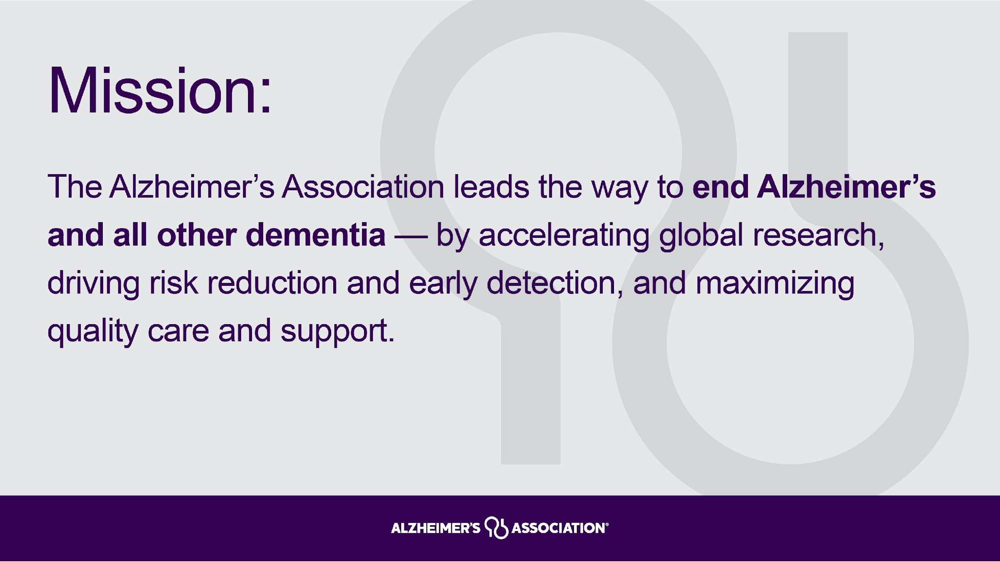 Mission:
The Alzheimer’s Association leads the way to end Alzheimer’s
and all other dementia — by accelerating global research,
driving risk reduction and early detection, and maximizing
quality care and support.
ALZHEIMER’S ASSOCIATION®